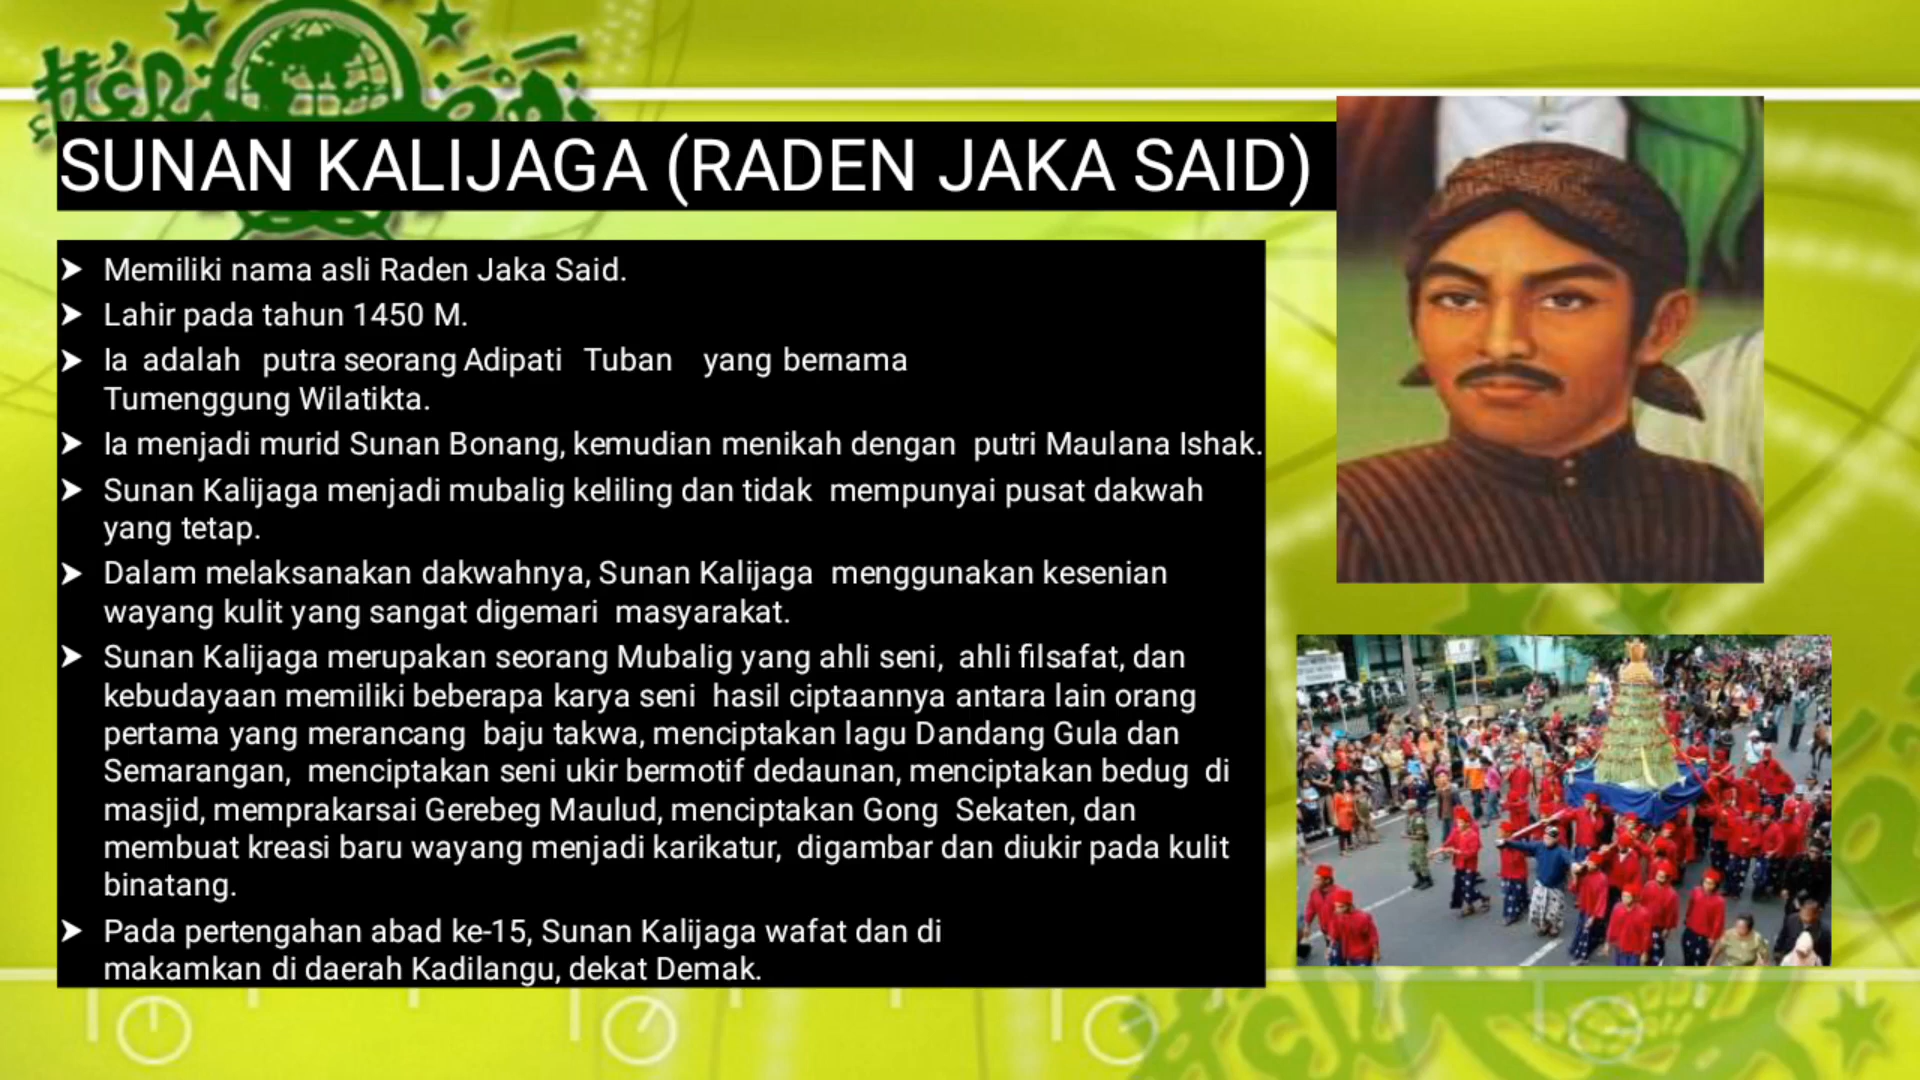 SUNAN KALIJAGA (RADEN JAKA SAID)
➤ Memiliki nama asli Raden Jaka Said.
➤ Lahir pada tahun 1450 M.
➤ Ia adalah putra seorang Adipati Tuban yang bernama
Tumenggung Wilatikta.
➤ Ia menjadi murid Sunan Bonang, kemudian menikah dengan putri Maulana Ishak.
➤ Sunan Kalijaga menjadi mubalig keliling dan tidak mempunyai pusat dakwah
yang tetap.
➤ Dalam melaksanakan dakwahnya, Sunan Kalijaga menggunakan kesenian
wayang kulit yang sangat digemari masyarakat.
➤ Sunan Kalijaga merupakan seorang Mubalig yang ahli seni, ahli filsafat, dan
kebudayaan memiliki beberapa karya seni hasil ciptaannya antara lain orang
pertama yang merancang baju takwa, menciptakan lagu Dandang Gula dan
Semarangan, menciptakan seni ukir bermotif dedaunan, menciptakan bedug di
masjid, memprakarsai Gerebeg Maulud, menciptakan Gong Sekaten, dan
membuat kreasi baru wayang menjadi karikatur, digambar dan diukir pada kulit
binatang.
➤ Pada pertengahan abad ke-15, Sunan Kalijaga wafat dan di
makamkan di daerah Kadilangu, dekat Demak.